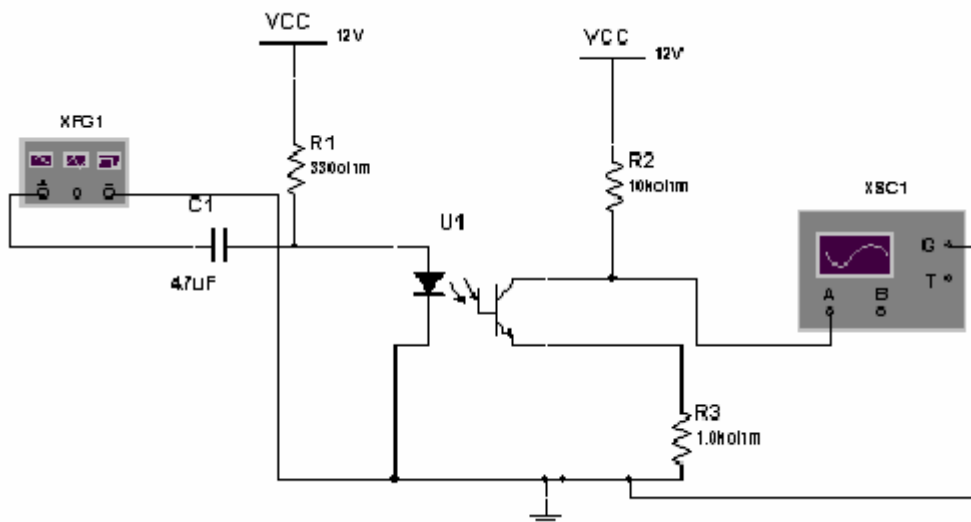 VCC
12V
VCC
12V
XFG1
R1
330ohm
R2
10kohm
XSC1
C1
U1
G
T
A
B
4.7uF
R3
1.0kohm